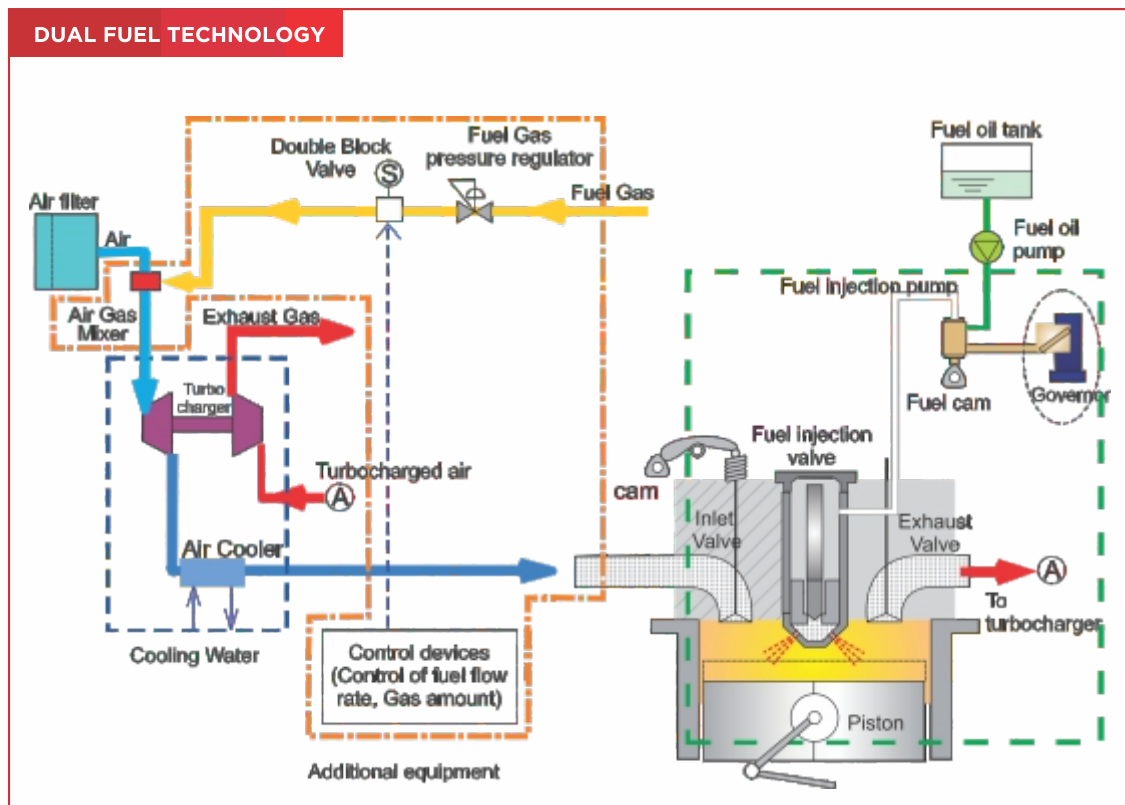 DUAL FUEL TECHNOLOGY
Double Block
Valve
S
Fuel Gas
pressure regulator
Fuel Gas
Fuel oil tank
Air filter
Air
Fuel oil
pump
Air Gas
Mixer
Exhaust Gas
Fuel injection pump
Turbo
charger
Fuel cam
Governor
Fuel injection
valve
Turbocharged air
A
cam
Inlet
Valve
Exhaust
Valve
Air Cooler
A
To
turbocharger
Cooling Water
Control devices
(Control of fuel flow
rate, Gas amount)
Piston
Additional equipment